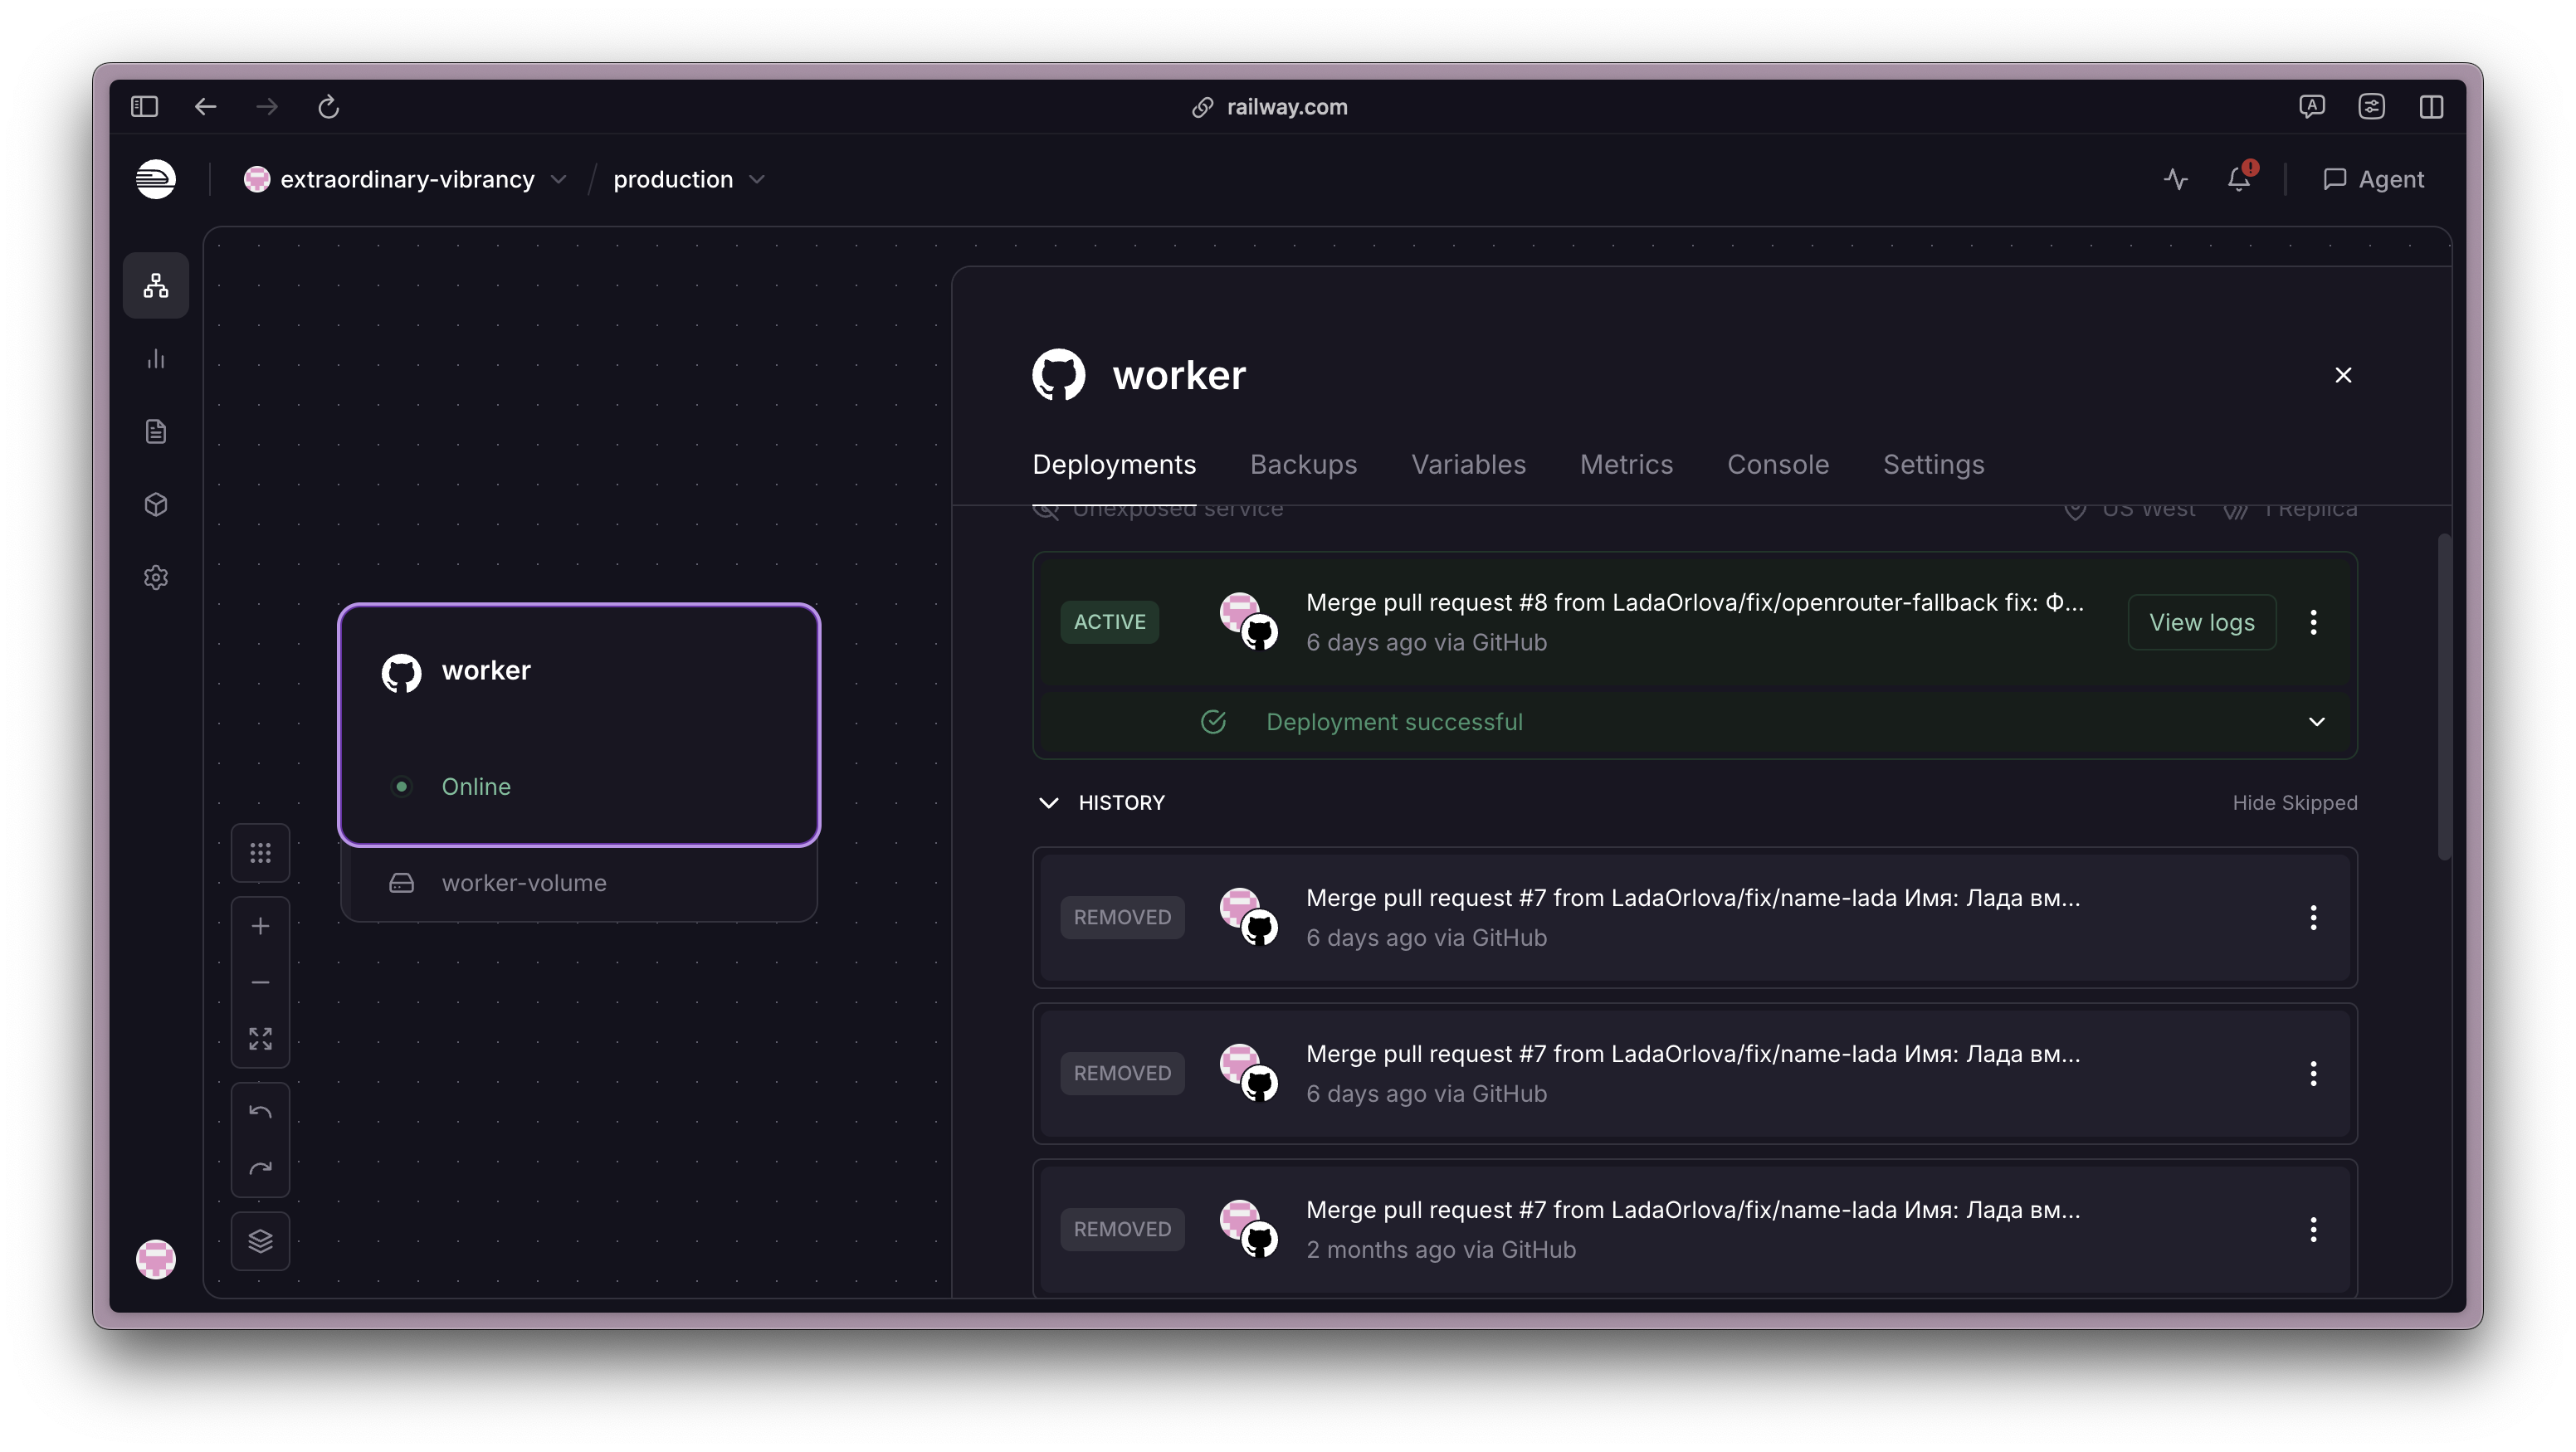 railway.com
extraordinary-vibrancy / production
Agent
worker
Deployments Backups Variables Metrics Console Settings
Unexposed service US West 1 Replica
ACTIVE
Merge pull request #8 from LadaOrlova/fix/openrouter-fallback fix: Ф...
6 days ago via GitHub
View logs
Deployment successful
HISTORY
Hide Skipped
REMOVED
Merge pull request #7 from LadaOrlova/fix/name-lada Имя: Лада вм...
6 days ago via GitHub
REMOVED
Merge pull request #7 from LadaOrlova/fix/name-lada Имя: Лада вм...
6 days ago via GitHub
REMOVED
Merge pull request #7 from LadaOrlova/fix/name-lada Имя: Лада вм...
2 months ago via GitHub
worker
Online
worker-volume